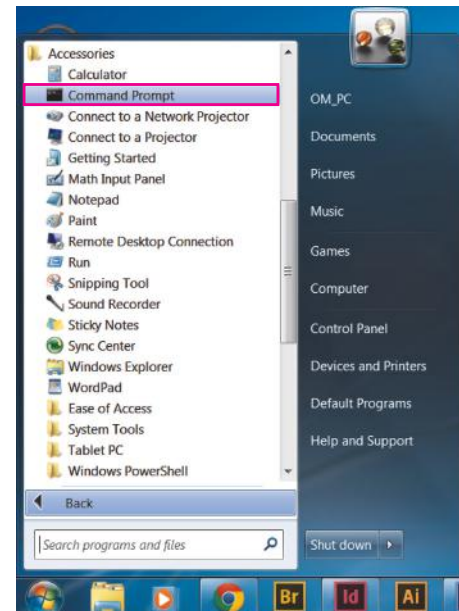 Accessories
Calculator
Command Prompt
Connect to a Network Projector
Connect to a Projector
Getting Started
Math Input Panel
Notepad
Paint
Remote Desktop Connection
Run
Snipping Tool
Sound Recorder
Sticky Notes
Sync Center
Windows Explorer
WordPad
Ease of Access
System Tools
Tablet PC
Windows PowerShell
Back
Search programs and files
OM_PC
Documents
Pictures
Music
Games
Computer
Control Panel
Devices and Printers
Default Programs
Help and Support
Shut down
Br
Id
Ai